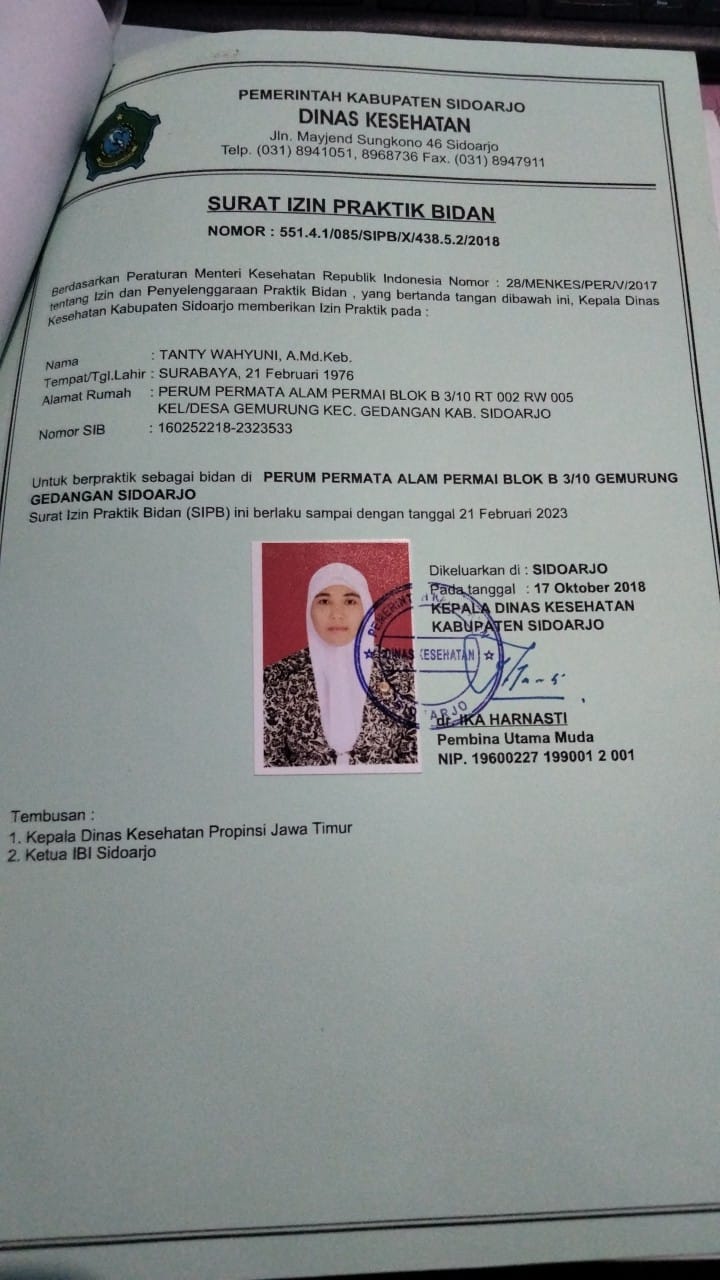 PEMERINTAH KABUPATEN SIDOARJO
DINAS KESEHATAN
Jln. Mayjend Sungkono 46 Sidoarjo
Telp. (031) 8941051, 8968736 Fax. (031) 8947911
SURAT IZIN PRAKTIK BIDAN
NOMOR : 551.4.1/085/SIPB/X/438.5.2/2018
Berdasarkan Peraturan Menteri Kesehatan Republik Indonesia Nomor : 28/MENKES/PER/V/2017
tentang Izin dan Penyelenggaraan Praktik Bidan , yang bertanda tangan dibawah ini, Kepala Dinas
Kesehatan Kabupaten Sidoarjo memberikan Izin Praktik pada :
Nama : TANTY WAHYUNI, A.Md.Keb.
Tempat/Tgl.Lahir : SURABAYA, 21 Februari 1976
Alamat Rumah : PERUM PERMATA ALAM PERMAI BLOK B 3/10 RT 002 RW 005
KEL/DESA GEMURUNG KEC. GEDANGAN KAB. SIDOARJO
Nomor SIB : 160252218-2323533
Untuk berpraktik sebagai bidan di PERUM PERMATA ALAM PERMAI BLOK B 3/10 GEMURUNG
GEDANGAN SIDOARJO
Surat Izin Praktik Bidan (SIPB) ini berlaku sampai dengan tanggal 21 Februari 2023
Dikeluarkan di : SIDOARJO
Pada tanggal : 17 Oktober 2018
KEPALA DINAS KESEHATAN
KABUPATEN SIDOARJO
DINAS KESEHATAN
dr. IKA HARNASTI
Pembina Utama Muda
NIP. 19600227 199001 2 001
Tembusan :
1. Kepala Dinas Kesehatan Propinsi Jawa Timur
2. Ketua IBI Sidoarjo